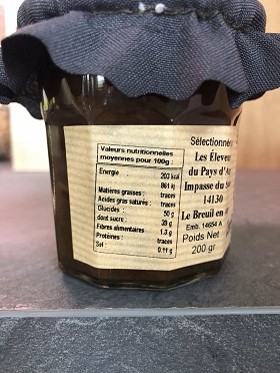 Valeurs nutritionnelles
moyennes pour 100g :
Energie : 203 kcal
861 kj
Matières grasses : traces
Acides gras saturés : traces
Glucides : 50 g
dont sucre : 39 g
Fibres alimentaires 1.3 g
Protéines : traces
Sel : 0.11 g
Sélectionné
Les Éleveu
du Pays d'A
Impasse du S
14130
Le Breuil en
Emb. 14654 A
Poids Net
200 gr